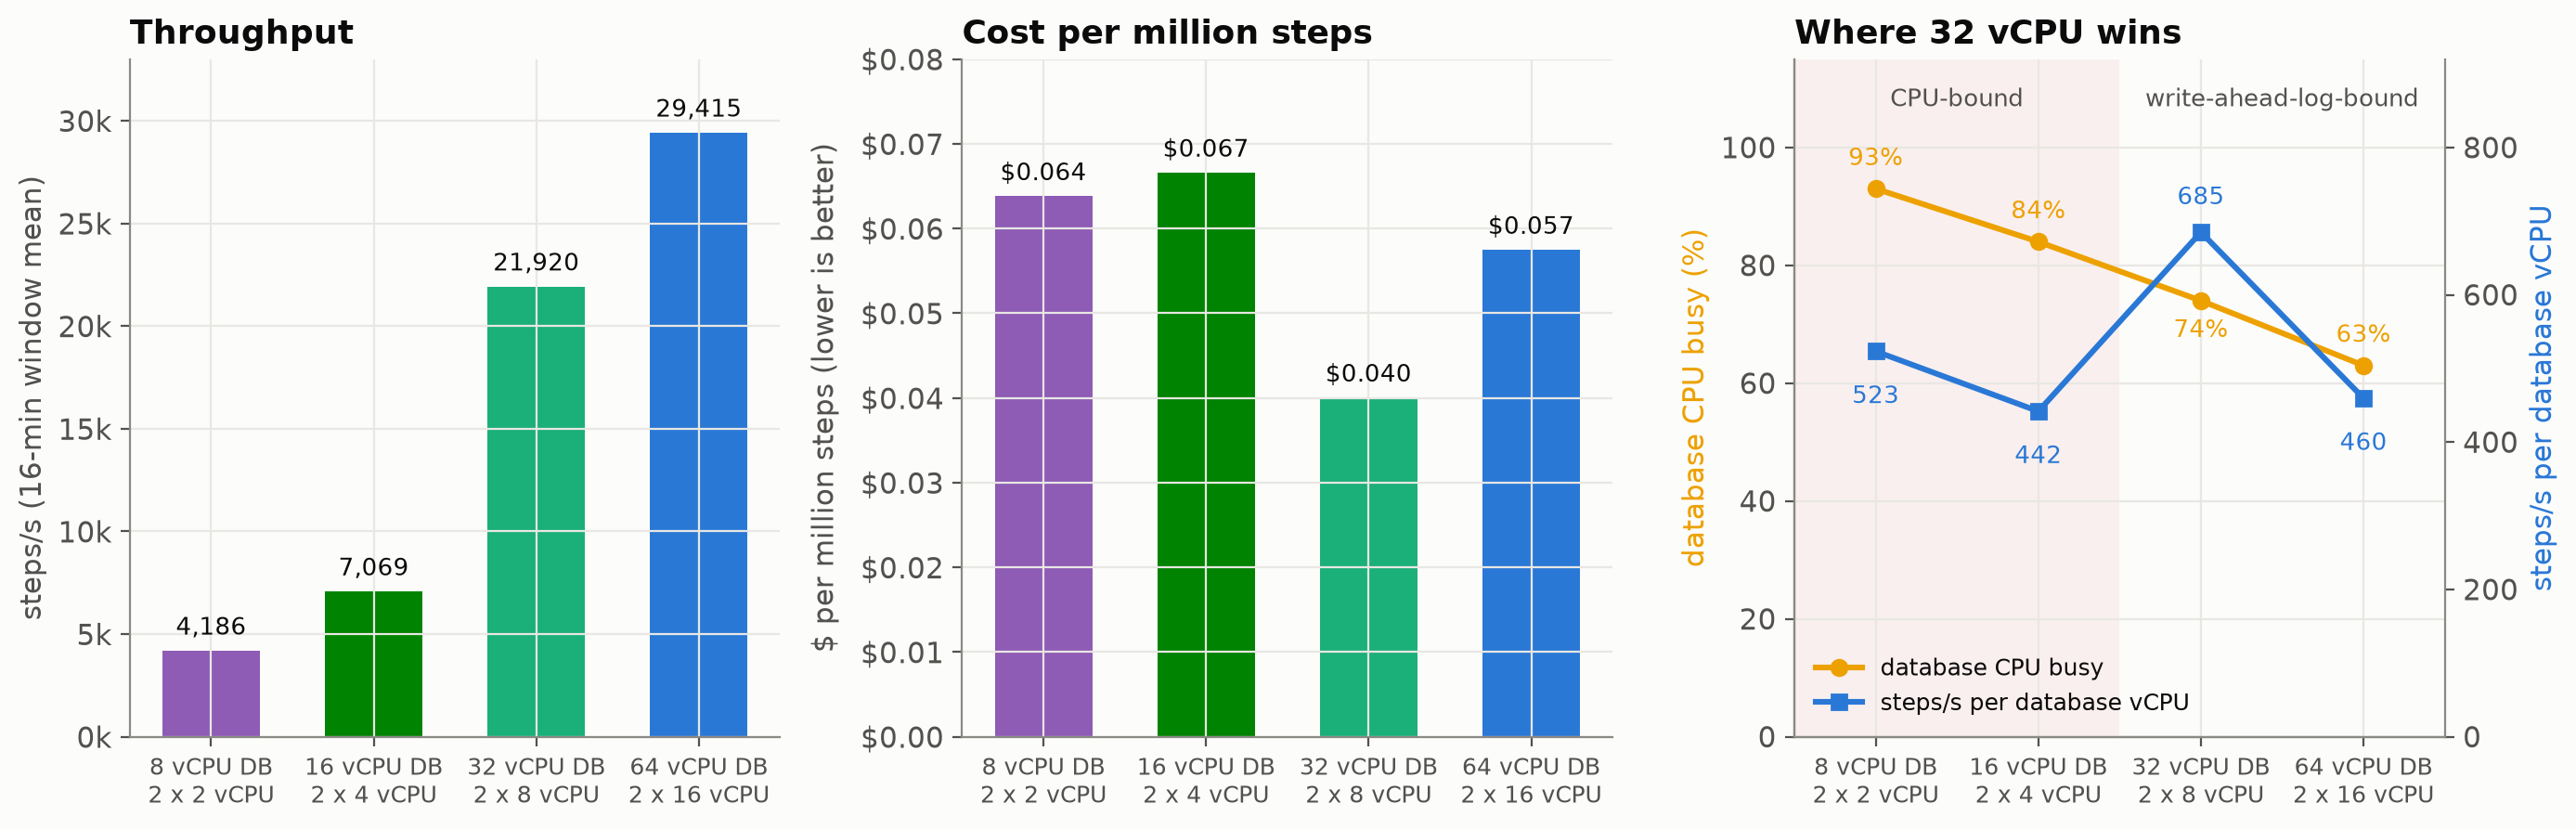 Throughput
steps/s (16-min window mean)
30k
25k
20k
15k
10k
5k
0k
4,186
7,069
21,920
29,415
8 vCPU DB
2 x 2 vCPU
16 vCPU DB
2 x 4 vCPU
32 vCPU DB
2 x 8 vCPU
64 vCPU DB
2 x 16 vCPU
Cost per million steps
$ per million steps (lower is better)
$0.08
$0.07
$0.06
$0.05
$0.04
$0.03
$0.02
$0.01
$0.00
$0.064
$0.067
$0.040
$0.057
8 vCPU DB
2 x 2 vCPU
16 vCPU DB
2 x 4 vCPU
32 vCPU DB
2 x 8 vCPU
64 vCPU DB
2 x 16 vCPU
Where 32 vCPU wins
database CPU busy (%)
100
80
60
40
20
0
CPU-bound
write-ahead-log-bound
93%
84%
74%
63%
523
442
685
460
database CPU busy
steps/s per database vCPU
800
600
400
200
0
steps/s per database vCPU
8 vCPU DB
2 x 2 vCPU
16 vCPU DB
2 x 4 vCPU
32 vCPU DB
2 x 8 vCPU
64 vCPU DB
2 x 16 vCPU